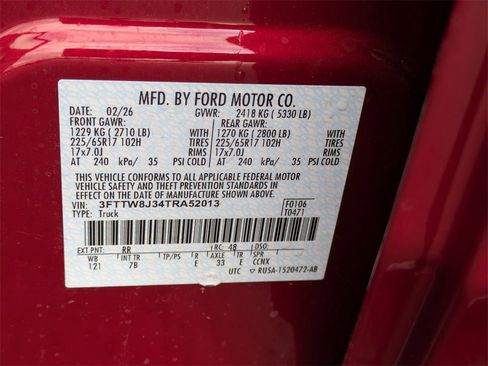 MFD. BY FORD MOTOR CO.
DATE: 02/26 GVWR: 2418 KG ( 5330 LB)
FRONT GAWR: REAR GAWR:
1229 KG ( 2710 LB) WITH 1270 KG ( 2800 LB) WITH
225/65R17 102H TIRES 225/65R17 102H TIRES
17x7.0J RIMS 17x7.0J RIMS
AT 240 kPa/ 35 PSI COLD AT 240 kPa/ 35 PSI COLD
THIS VEHICLE CONFORMS TO ALL APPLICABLE FEDERAL MOTOR
VEHICLE SAFETY AND THEFT PREVENTION STANDARDS IN
EFFECT ON THE DATE OF MANUFACTURE SHOWN ABOVE.
VIN: 3FTTW8J34TRA52013 F0106
TYPE: Truck T0471
EXT PNT: RR RC: 48 DSO:
WB INT TR TP/PS R AXLE TR SPR
121 7B E 33 E CCNX
UTC ▽ RU5A-1520472-AB